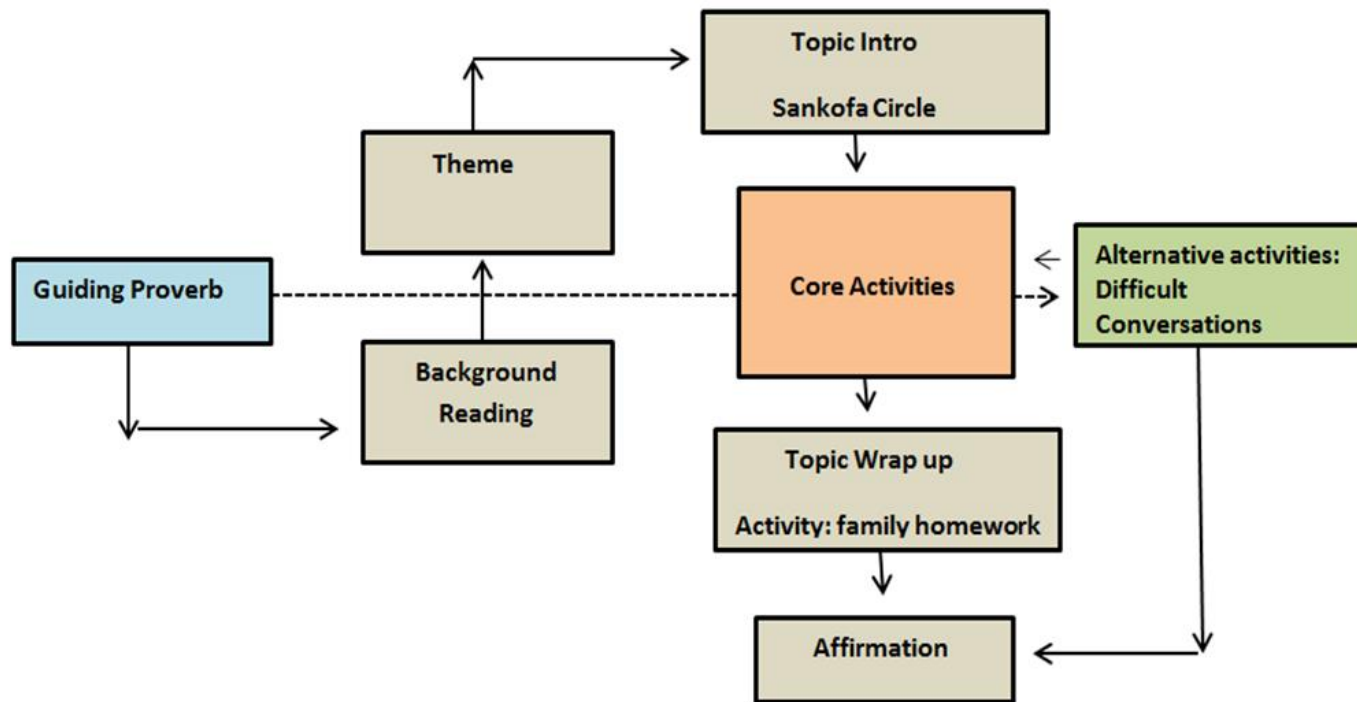 Topic Intro
Sankofa Circle
Theme
Guiding Proverb
Core Activities
Alternative activities:
Difficult
Conversations
Background
Reading
Topic Wrap up
Activity: family homework
Affirmation